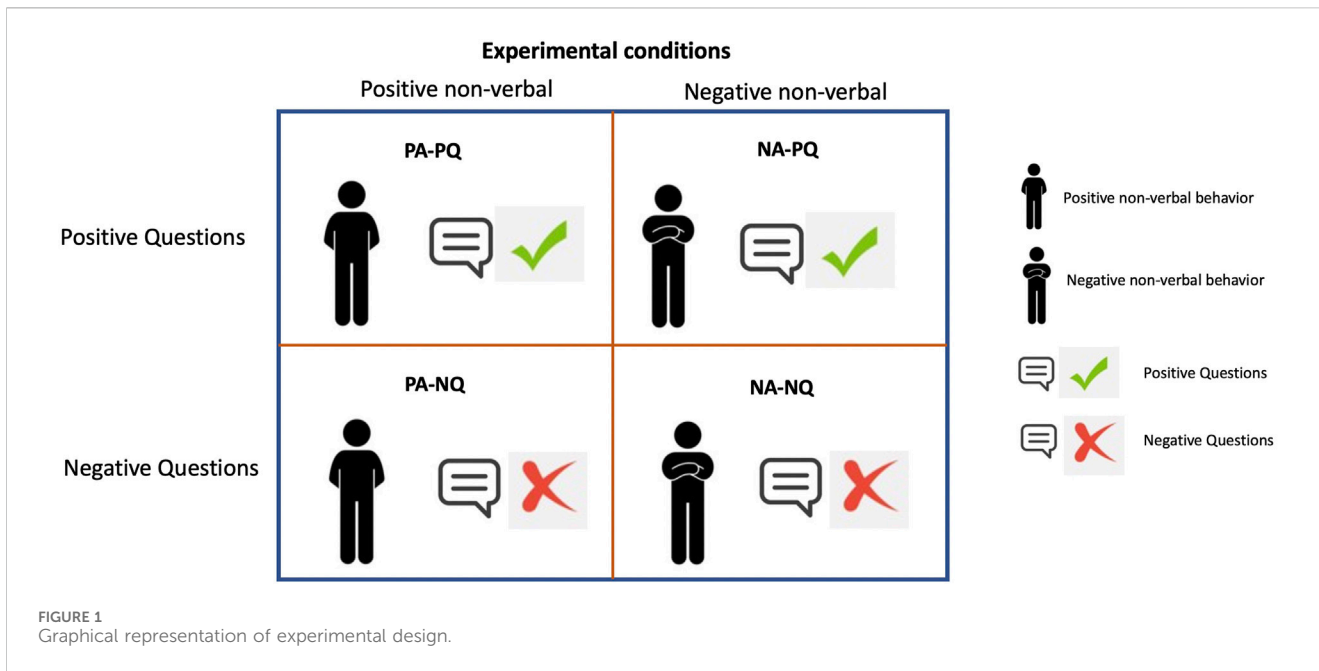 Experimental conditions
Positive non-verbal
Negative non-verbal
PA-PQ
NA-PQ
Positive Questions
PA-NQ
NA-NQ
Negative Questions
Positive non-verbal behavior
Negative non-verbal behavior
Positive Questions
Negative Questions
FIGURE 1
Graphical representation of experimental design.